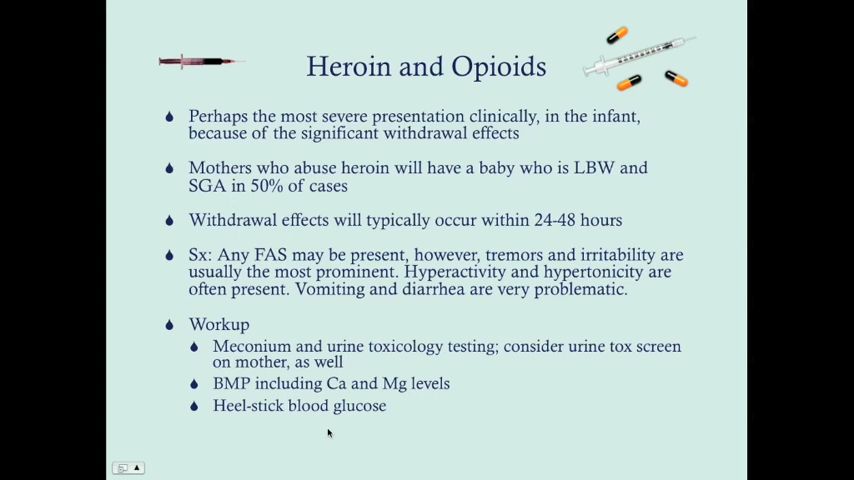 Heroin and Opioids
Perhaps the most severe presentation clinically, in the infant,
because of the significant withdrawal effects
Mothers who abuse heroin will have a baby who is LBW and
SGA in 50% of cases
Withdrawal effects will typically occur within 24-48 hours
Sx: Any FAS may be present, however, tremors and irritability are
usually the most prominent. Hyperactivity and hypertonicity are
often present. Vomiting and diarrhea are very problematic.
Workup
Meconium and urine toxicology testing; consider urine tox screen
on mother, as well
BMP including Ca and Mg levels
Heel-stick blood glucose